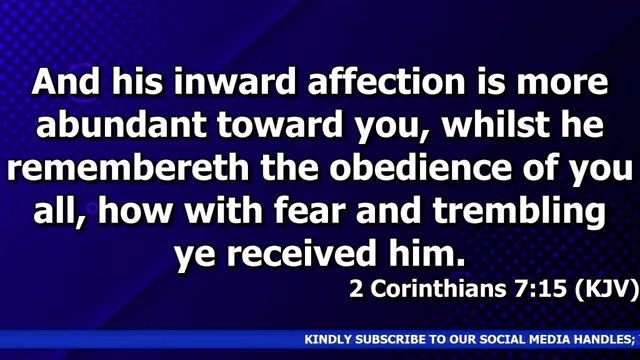 And his inward affection is more
abundant toward you, whilst he
remembereth the obedience of you
all, how with fear and trembling
ye received him.
2 Corinthians 7:15 (KJV)
KINDLY SUBSCRIBE TO OUR SOCIAL MEDIA HANDLES;